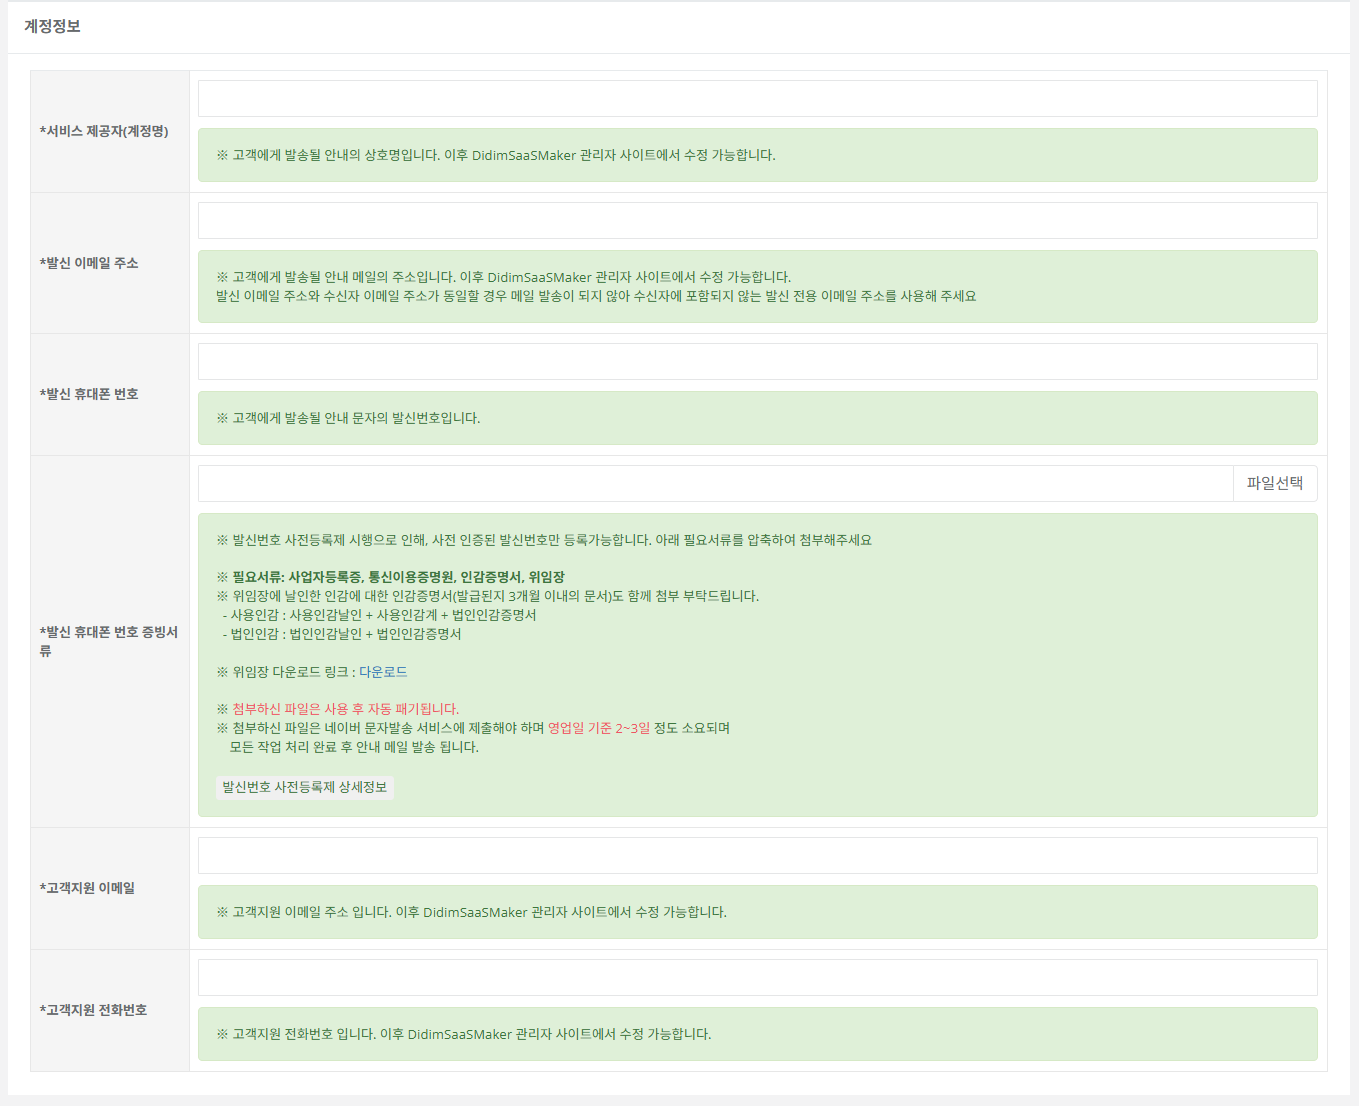 계정정보
*서비스 제공자(계정명)
※ 고객에게 발송될 안내의 상호명입니다. 이후 DidimSaaSMaker 관리자 사이트에서 수정 가능합니다.
*발신 이메일 주소
※ 고객에게 발송될 안내 메일의 주소입니다. 이후 DidimSaaSMaker 관리자 사이트에서 수정 가능합니다.
발신 이메일 주소와 수신자 이메일 주소가 동일할 경우 메일 발송이 되지 않아 수신자에 포함되지 않는 발신 전용 이메일 주소를 사용해 주세요
*발신 휴대폰 번호
※ 고객에게 발송될 안내 문자의 발신번호입니다.
*발신 휴대폰 번호 증빙서
류
파일선택
※ 발신번호 사전등록제 시행으로 인해, 사전 인증된 발신번호만 등록가능합니다. 아래 필요서류를 압축하여 첨부해주세요
※ 필요서류: 사업자등록증, 통신이용증명원, 인감증명서, 위임장
※ 위임장에 날인한 인감에 대한 인감증명서(발급된지 3개월 이내의 문서)도 함께 첨부 부탁드립니다.
- 사용인감 : 사용인감날인 + 사용인감계 + 법인인감증명서
- 법인인감 : 법인인감날인 + 법인인감증명서
※ 위임장 다운로드 링크 : 다운로드
※ 첨부하신 파일은 사용 후 자동 패기됩니다.
※ 첨부하신 파일은 네이버 문자발송 서비스에 제출해야 하며 영업일 기준 2~3일 정도 소요되며
모든 작업 처리 완료 후 안내 메일 발송 됩니다.
발신번호 사전등록제 상세정보
*고객지원 이메일
※ 고객지원 이메일 주소 입니다. 이후 DidimSaaSMaker 관리자 사이트에서 수정 가능합니다.
*고객지원 전화번호
※ 고객지원 전화번호 입니다. 이후 DidimSaaSMaker 관리자 사이트에서 수정 가능합니다.